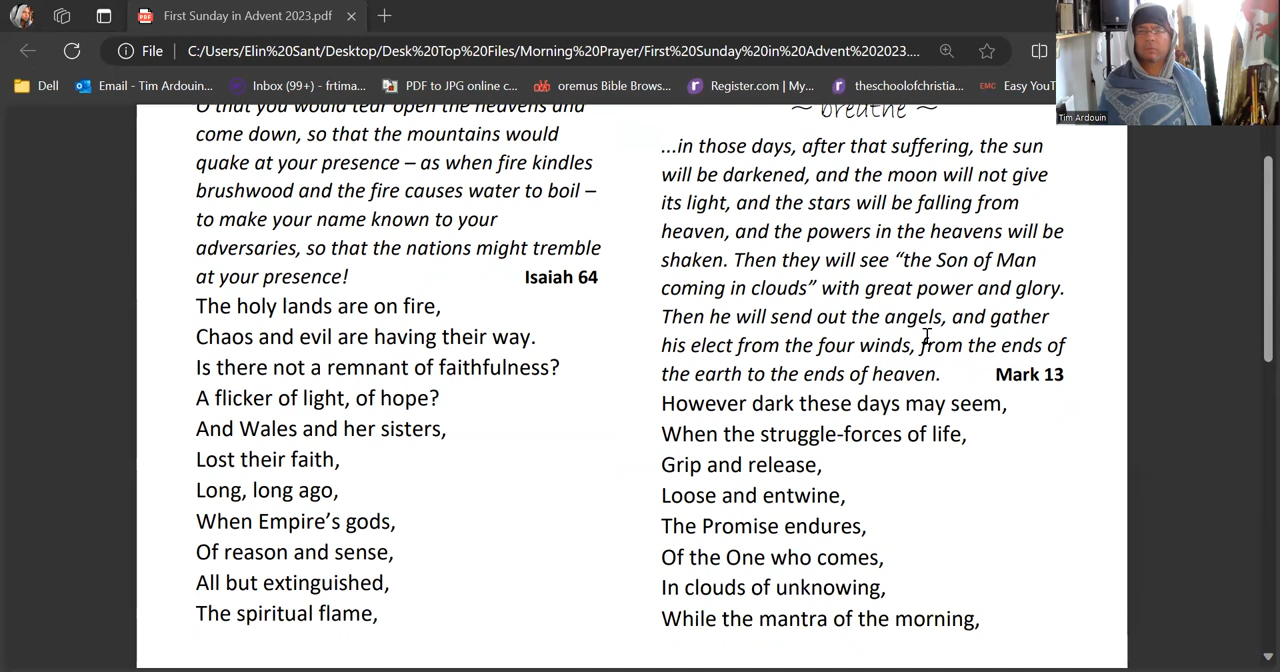 First Sunday in Advent 2023.pdf
File
C:/Users/Elin%20Sant/Desktop/Desk%20Top%20Files/Morning%20Prayer/First%20Sunday%20in%20Advent%202023....
Dell
Email - Tim Ardouin...
Inbox (99+) - frtima...
PDF to JPG online c...
oremus Bible Brows...
Register.com | My...
theschoolofchristia...
EMC Easy YouT
Tim Ardouin
O that you would tear open the heavens and
come down, so that the mountains would
quake at your presence – as when fire kindles
brushwood and the fire causes water to boil –
to make your name known to your
adversaries, so that the nations might tremble
at your presence! Isaiah 64
The holy lands are on fire,
Chaos and evil are having their way.
Is there not a remnant of faithfulness?
A flicker of light, of hope?
And Wales and her sisters,
Lost their faith,
Long, long ago,
When Empire’s gods,
Of reason and sense,
All but extinguished,
The spiritual flame,
~ breathe ~
...in those days, after that suffering, the sun
will be darkened, and the moon will not give
its light, and the stars will be falling from
heaven, and the powers in the heavens will be
shaken. Then they will see “the Son of Man
coming in clouds” with great power and glory.
Then he will send out the angels, and gather
his elect from the four winds, from the ends of
the earth to the ends of heaven. Mark 13
However dark these days may seem,
When the struggle-forces of life,
Grip and release,
Loose and entwine,
The Promise endures,
Of the One who comes,
In clouds of unknowing,
While the mantra of the morning,